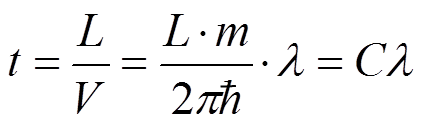 t = L/V = L·m/2πħ · λ = Cλ